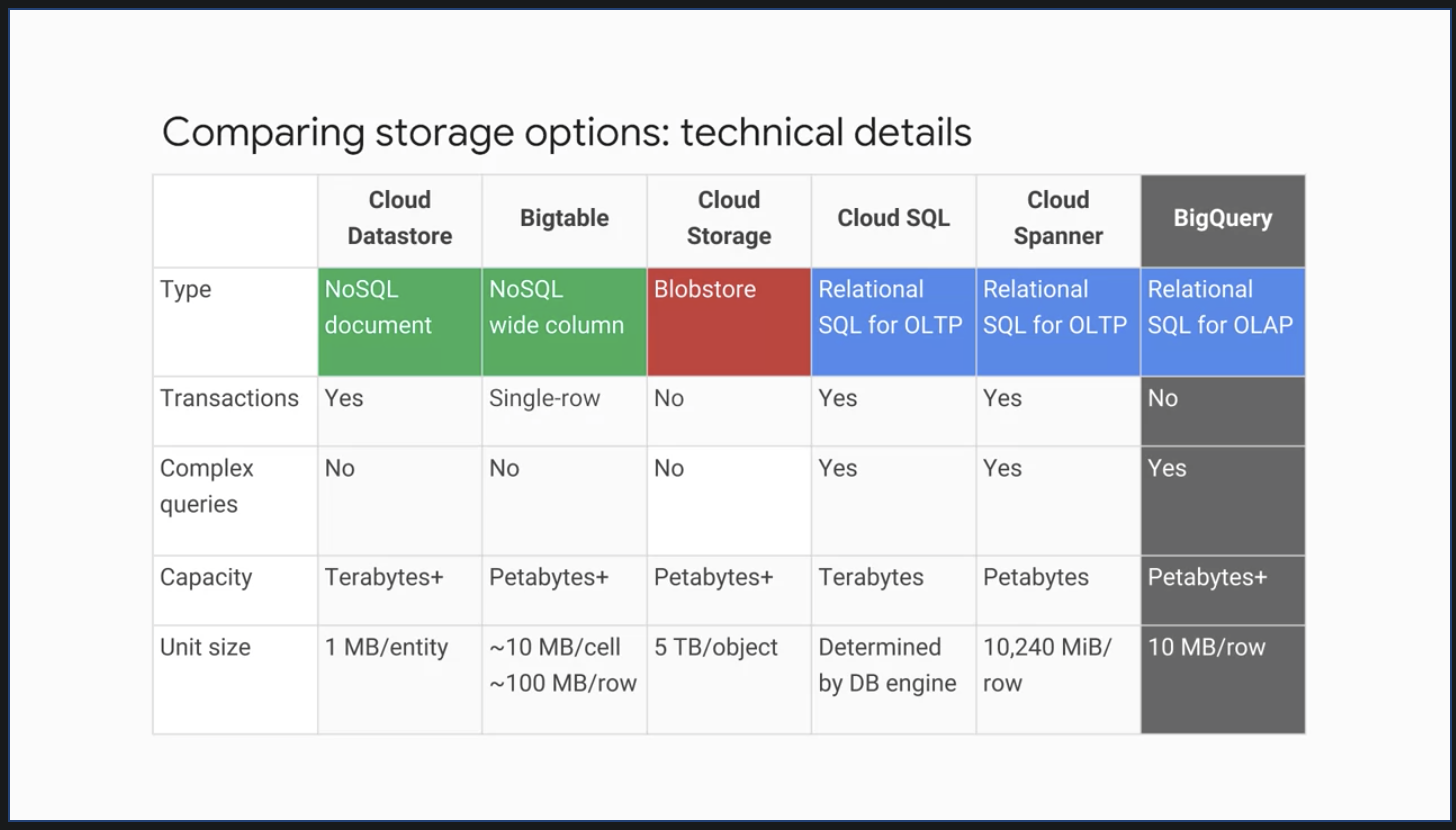 Comparing storage options: technical details
Cloud
Datastore
Bigtable
Cloud
Storage
Cloud SQL
Cloud
Spanner
BigQuery
Type
NoSQL
document
NoSQL
wide column
Blobstore
Relational
SQL for OLTP
Relational
SQL for OLTP
Relational
SQL for OLAP
Transactions
Yes
Single-row
No
Yes
Yes
No
Complex
queries
No
No
No
Yes
Yes
Yes
Capacity
Terabytes+
Petabytes+
Petabytes+
Terabytes
Petabytes
Petabytes+
Unit size
1 MB/entity
~10 MB/cell
~100 MB/row
5 TB/object
Determined
by DB engine
10,240 MiB/
row
10 MB/row